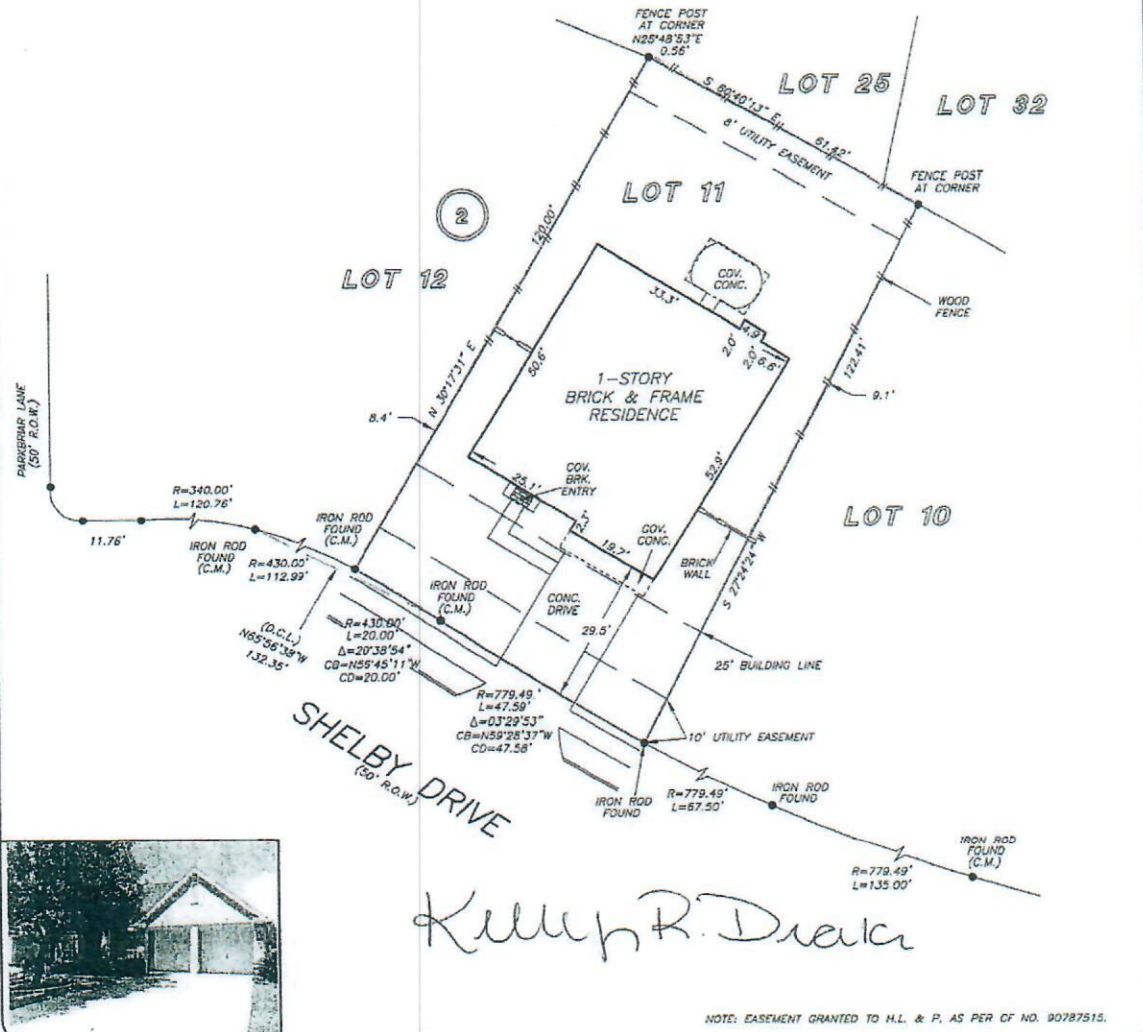 FENCE POST
AT CORNER
N25°48'53"E
0.56'
LOT 25
LOT 32
S 60°40'13" E
61.42'
8' UTILITY EASEMENT
FENCE POST
AT CORNER
LOT 11
2
120.00'
LOT 12
COV.
CONC.
33.3'
WOOD
FENCE
4.9'
2.0'
2.0'
6.6'
122.41'
N 30°17'31" E
50.6'
1-STORY
BRICK & FRAME
RESIDENCE
9.1'
8.4'
PARKBRIAR LANE
(50' R.O.W.)
25.1'
COV.
BRK.
ENTRY
52.9'
R=340.00'
L=120.76'
2.3'
LOT 10
11.76'
IRON ROD
FOUND
(C.M.)
IRON ROD
FOUND
(C.M.)
19.7'
COV.
CONC.
BRICK
WALL
S 27°24'24" W
R=430.00'
L=112.99'
IRON ROD
FOUND
(C.M.)
CONC.
DRIVE
(D.C.L.)
N65°56'38"W
132.35'
R=430.00'
L=20.00'
Δ=20°38'54"
CB=N56°45'11"W
CD=20.00'
29.5'
25' BUILDING LINE
R=779.49'
L=47.59'
Δ=03°29'53"
CB=N59°28'37"W
CD=47.58'
10' UTILITY EASEMENT
SHELBY DRIVE
(50' R.O.W.)
IRON ROD
FOUND
R=779.49'
L=67.50'
IRON ROD
FOUND
IRON ROD
FOUND
(C.M.)
R=779.49'
L=135.00'
Kelly R. Drake
NOTE: EASEMENT GRANTED TO H.L. & P. AS PER CF NO. 90787515.